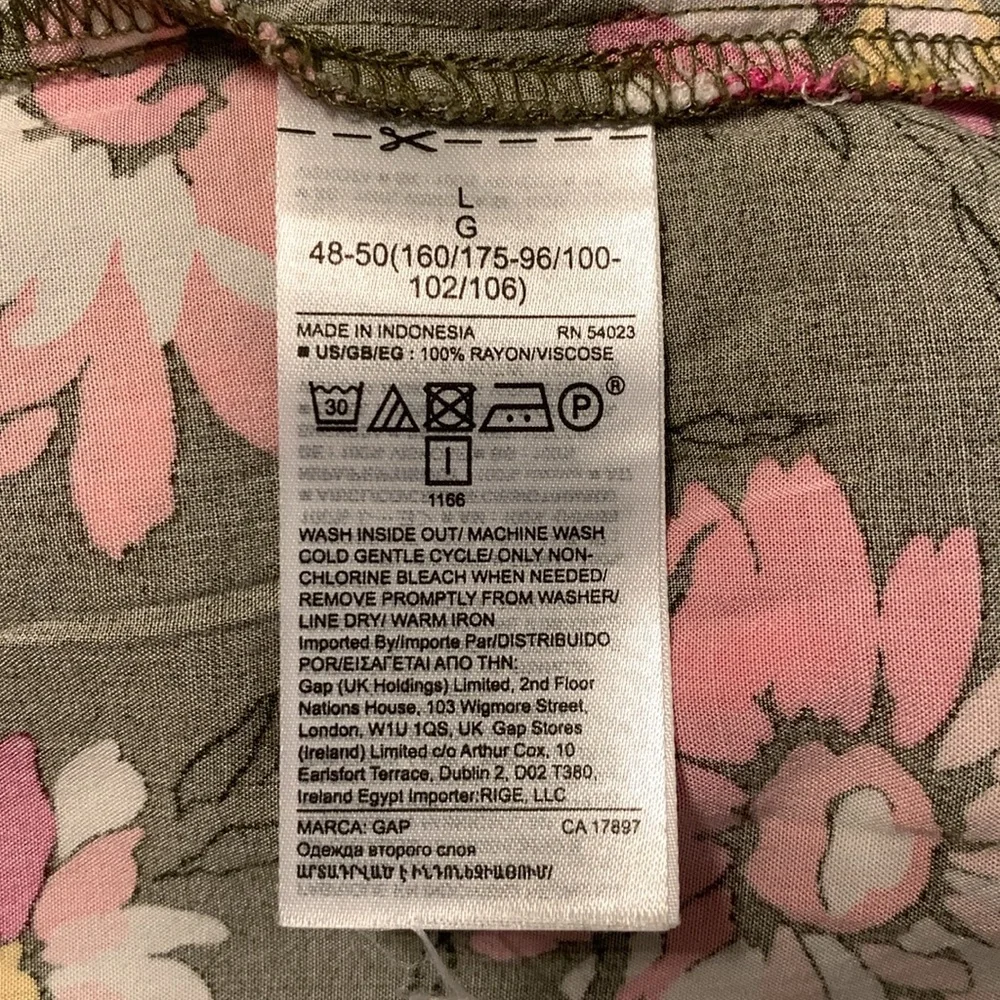 L
G
48-50(160/175-96/100-
102/106)
MADE IN INDONESIA RN 54023
■ US/GB/EG : 100% RAYON/VISCOSE
30 P ®
1166
WASH INSIDE OUT/ MACHINE WASH
COLD GENTLE CYCLE/ ONLY NON-
CHLORINE BLEACH WHEN NEEDED/
REMOVE PROMPTLY FROM WASHER/
LINE DRY/ WARM IRON
Imported By/Importe Par/DISTRIBUIDO
POR/ΕΙΣΑΓΕΤΑΙ ΑΠΟ ΤΗΝ:
Gap (UK Holdings) Limited, 2nd Floor
Nations House, 103 Wigmore Street,
London, W1U 1QS, UK Gap Stores
(Ireland) Limited c/o Arthur Cox, 10
Earlsfort Terrace, Dublin 2, D02 T380,
Ireland Egypt Importer:RIGE, LLC
MARCA: GAP CA 17897
Одежда второго слоя
ԱՐՏԱԴՐՎԱԾ Է ԻՆԴՈՆԵԶԻԱՅՈՒՄ/